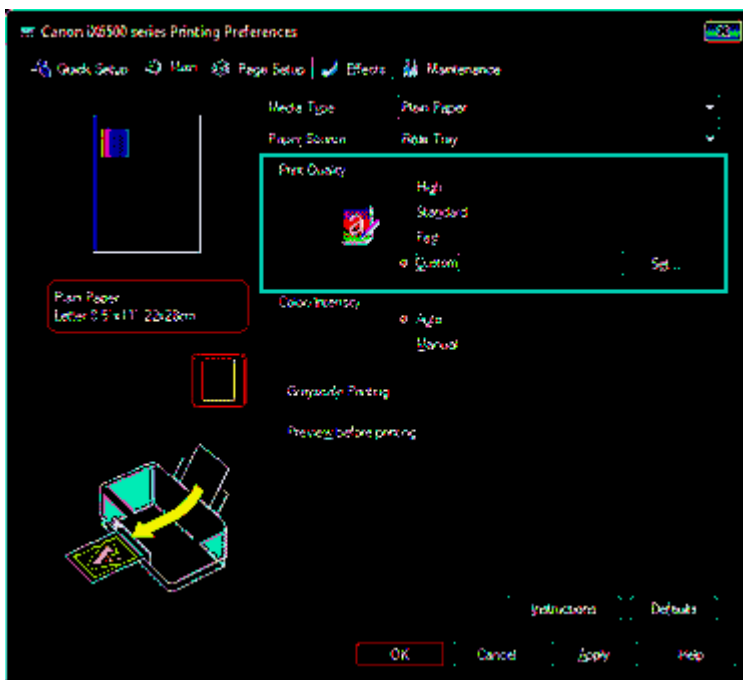 Canon iX6500 series Printing Preferences
Quick Setup Main Page Setup Effects Maintenance
Media Type Plain Paper
Paper Source Rear Tray
Print Quality
High
Standard
Fast
Custom Set...
Plain Paper
Letter 8.5"x11" 22x28cm
Color/Intensity
Auto
Manual
Grayscale Printing
Preview before printing
Instructions Defaults
OK Cancel Apply Help